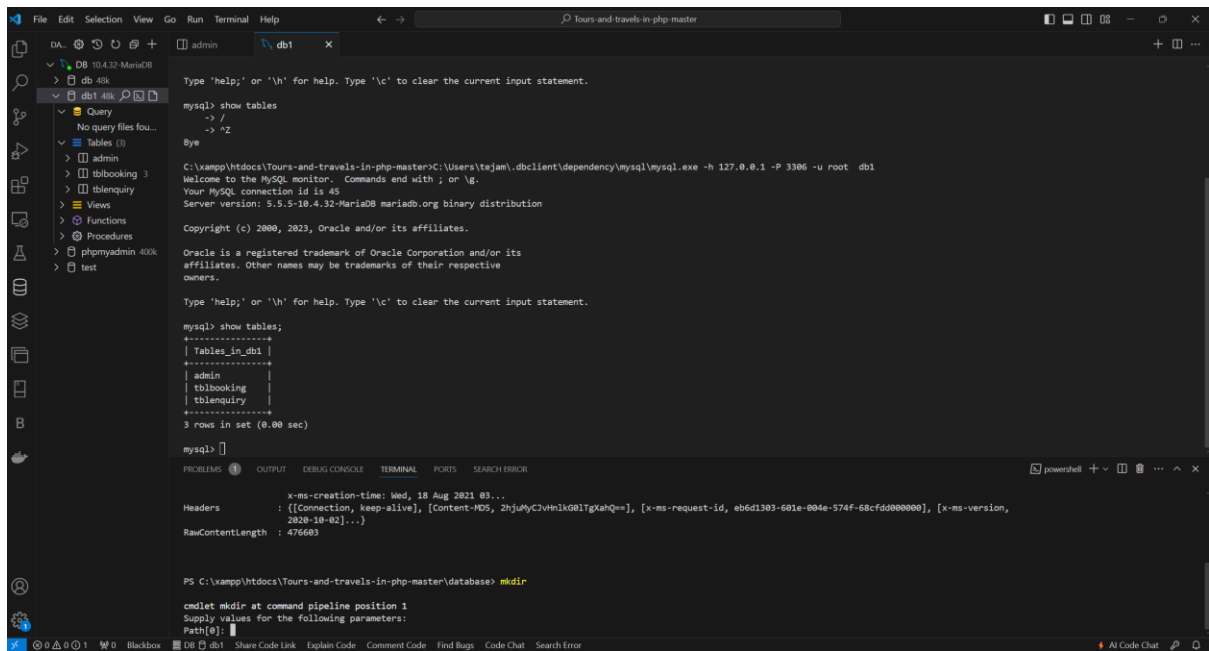 File Edit Selection View Go Run Terminal Help
Tours-and-travels-in-php-master
DA...
admin
db1
DB 10.4.32-MariaDB
db 48k
db1 48k
Query
No query files fou...
Tables (3)
admin
tblbooking 3
tblenquiry
Views
Functions
Procedures
phpmyadmin 400k
test
Type 'help;' or '\h' for help. Type '\c' to clear the current input statement.
mysql> show tables
-> /
-> ^Z
Bye
C:\xampp\htdocs\Tours-and-travels-in-php-master>C:\Users\tejam\.dbclient\dependency\mysql\mysql.exe -h 127.0.0.1 -P 3306 -u root  db1
Welcome to the MySQL monitor.  Commands end with ; or \g.
Your MySQL connection id is 45
Server version: 5.5.5-10.4.32-MariaDB mariadb.org binary distribution
Copyright (c) 2000, 2023, Oracle and/or its affiliates.
Oracle is a registered trademark of Oracle Corporation and/or its
affiliates. Other names may be trademarks of their respective
owners.
Type 'help;' or '\h' for help. Type '\c' to clear the current input statement.
mysql> show tables;
+---------------+
| Tables_in_db1 |
+---------------+
| admin         |
| tblbooking    |
| tblenquiry    |
+---------------+
3 rows in set (0.00 sec)
mysql>
PROBLEMS 1 OUTPUT DEBUG CONSOLE TERMINAL PORTS SEARCH ERROR
powershell
x-ms-creation-time: Wed, 18 Aug 2021 03...
Headers           : {[Connection, keep-alive], [Content-MD5, 2hjuMyCJvHnlkG0lTgXahQ==], [x-ms-request-id, eb6d1303-601e-004e-574f-68cfdd000000], [x-ms-version,
2020-10-02]...}
RawContentLength  : 476603
PS C:\xampp\htdocs\Tours-and-travels-in-php-master\database> mkdir
cmdlet mkdir at command pipeline position 1
Supply values for the following parameters:
Path[0]:
B
1
0 0 1 0 Blackbox DB db1 Share Code Link Explain Code Comment Code Find Bugs Code Chat Search Error
AI Code Chat